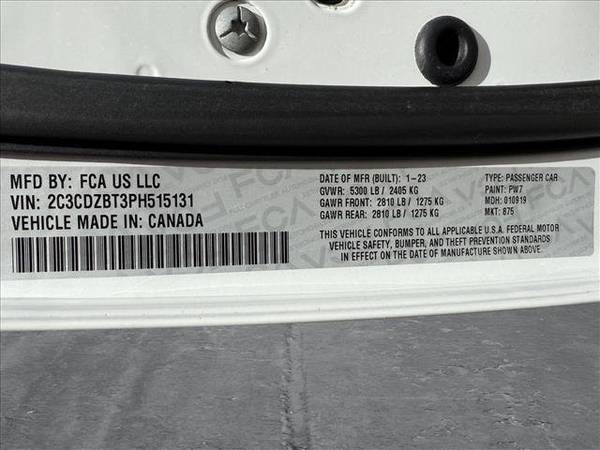 MFD BY: FCA US LLC
VIN: 2C3CDZBT3PH515131
VEHICLE MADE IN: CANADA
DATE OF MFR (BUILT): 1-23
GVWR: 5300 LB / 2405 KG
GAWR FRONT: 2810 LB / 1275 KG
GAWR REAR: 2810 LB / 1275 KG
TYPE: PASSENGER CAR
PAINT: PW7
MDH: 010919
MKT: 875
THIS VEHICLE CONFORMS TO ALL APPLICABLE U.S.A. FEDERAL MOTOR
VEHICLE SAFETY, BUMPER, AND THEFT PREVENTION STANDARDS
IN EFFECT ON THE DATE OF MANUFACTURE SHOWN ABOVE.